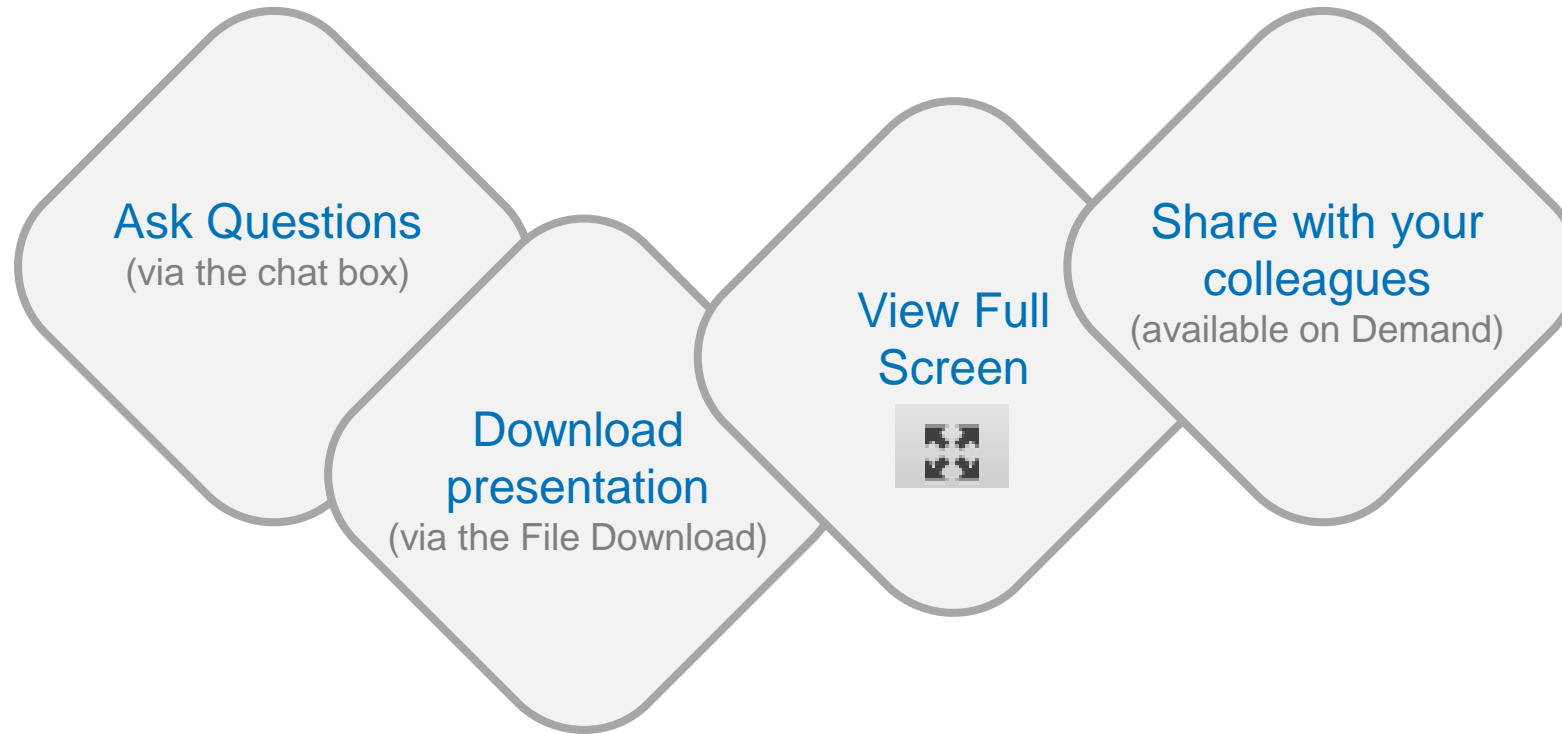 Ask Questions
(via the chat box)
Download
presentation
(via the File Download)
View Full
Screen
Share with your
colleagues
(available on Demand)